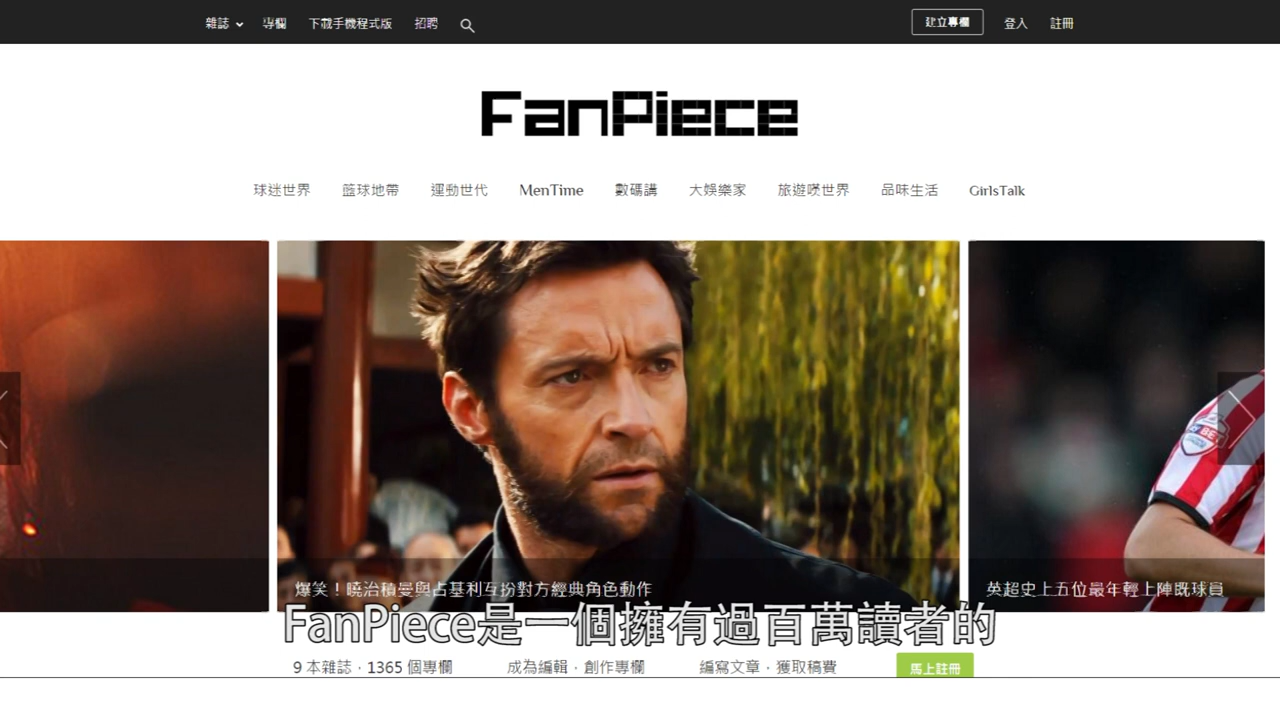 雜誌 專欄 下載手機程式版 招聘 建立專欄 登入 註冊
FanPiece
球迷世界 籃球地帶 運動世代 MenTime 數碼講 大娛樂家 旅遊嘆世界 品味生活 GirlsTalk
爆笑！曉治積曼與占基利互扮對方經典角色動作
英超史上五位最年輕上陣既球員
FanPiece是一個擁有過百萬讀者的
9 本雜誌．1365 個專欄 成為編輯．創作專欄 編寫文章．獲取稿費 馬上註冊